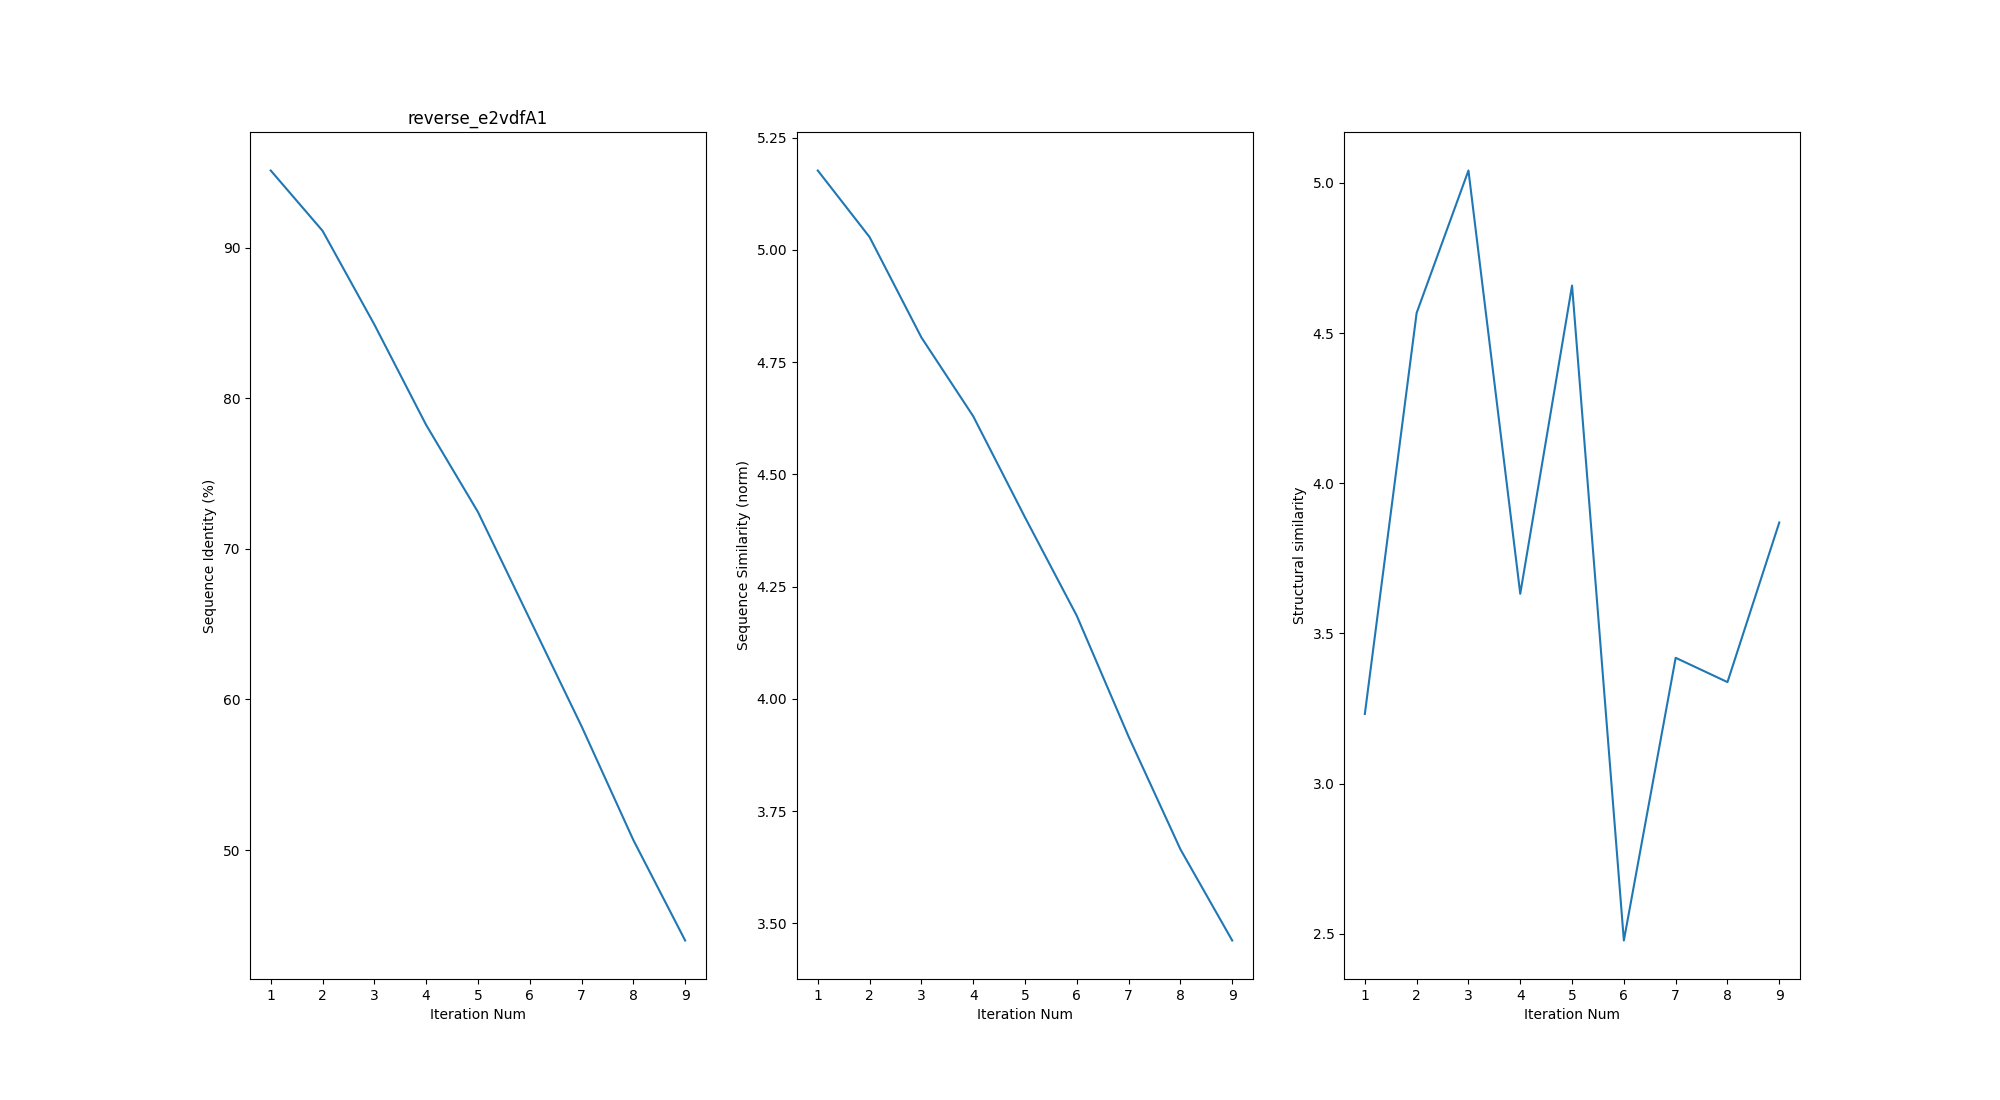 reverse_e2vdfA1
Sequence Identity (%)
90
80
70
60
50
1 2 3 4 5 6 7 8 9
Iteration Num
Sequence Similarity (norm)
5.25
5.00
4.75
4.50
4.25
4.00
3.75
3.50
1 2 3 4 5 6 7 8 9
Iteration Num
Structural similarity
5.0
4.5
4.0
3.5
3.0
2.5
1 2 3 4 5 6 7 8 9
Iteration Num